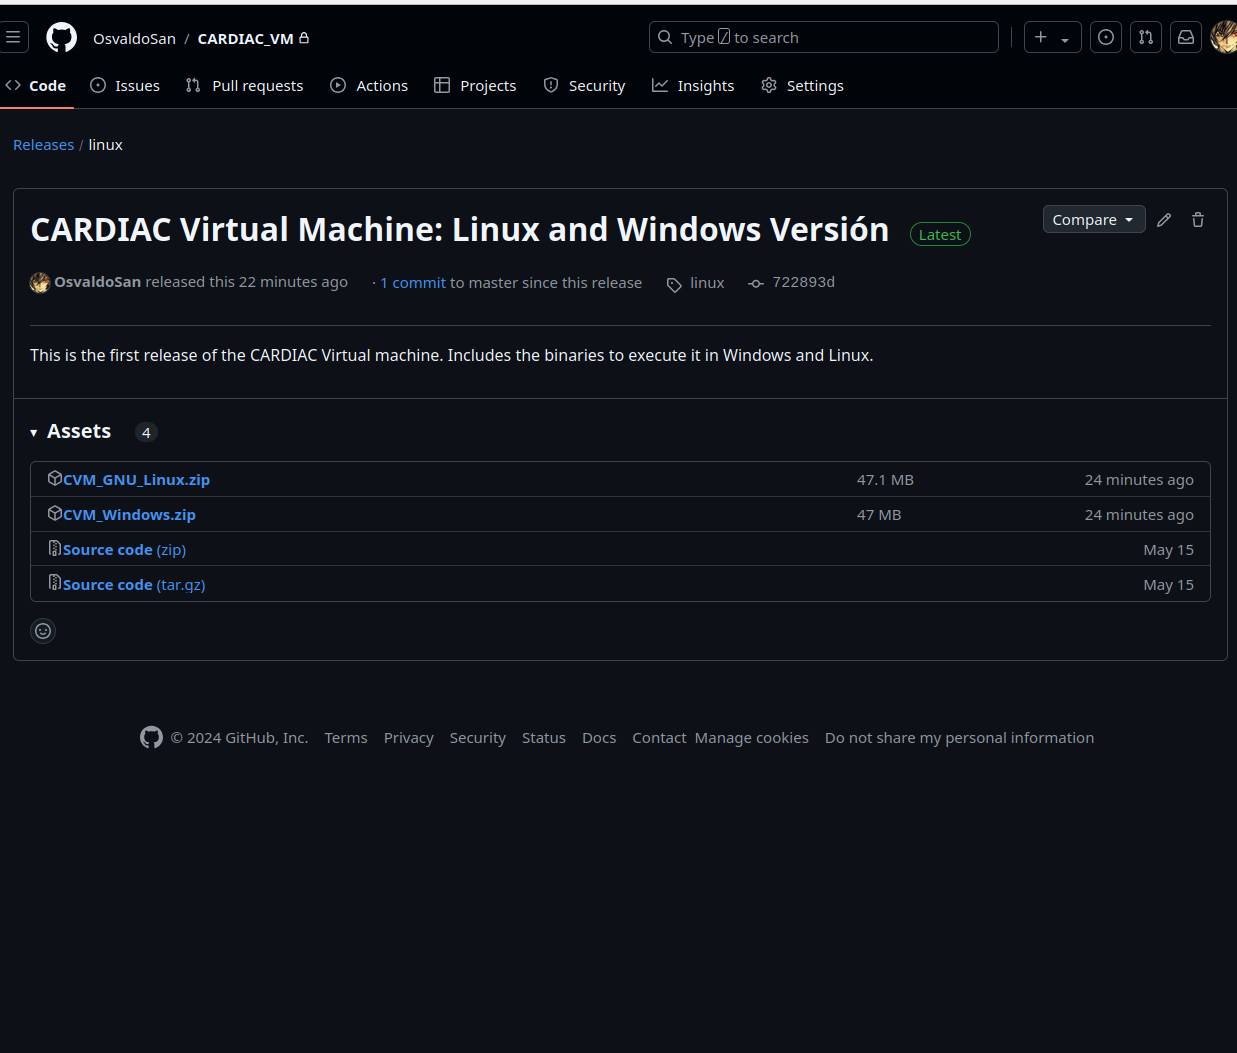 OsvaldoSan / CARDIAC_VM
Type / to search
Code Issues Pull requests Actions Projects Security Insights Settings
Releases / linux
CARDIAC Virtual Machine: Linux and Windows Versión Latest
Compare
OsvaldoSan released this 22 minutes ago · 1 commit to master since this release linux 722893d
This is the first release of the CARDIAC Virtual machine. Includes the binaries to execute it in Windows and Linux.
Assets 4
CVM_GNU_Linux.zip 47.1 MB 24 minutes ago
CVM_Windows.zip 47 MB 24 minutes ago
Source code (zip) May 15
Source code (tar.gz) May 15
© 2024 GitHub, Inc. Terms Privacy Security Status Docs Contact Manage cookies Do not share my personal information